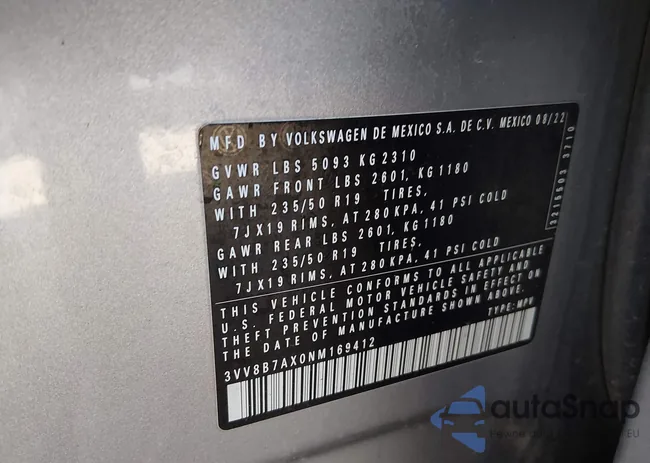 MFD BY VOLKSWAGEN DE MEXICO S.A. DE C.V. MEXICO 08/22
GVWR LBS 5093 KG 2310
GAWR FRONT LBS 2601, KG 1180
WITH 235/50 R19 TIRES,
7JX19 RIMS, AT 280 KPA, 41 PSI COLD
GAWR REAR LBS 2601, KG 1180
WITH 235/50 R19 TIRES,
7JX19 RIMS, AT 280 KPA, 41 PSI COLD
THIS VEHICLE CONFORMS TO ALL APPLICABLE
U.S. FEDERAL MOTOR VEHICLE SAFETY AND
THEFT PREVENTION STANDARDS IN EFFECT ON
THE DATE OF MANUFACTURE SHOWN ABOVE.
TYPE: MPV
3VV8B7AX0NM169412
3215503 3710
autoSnap